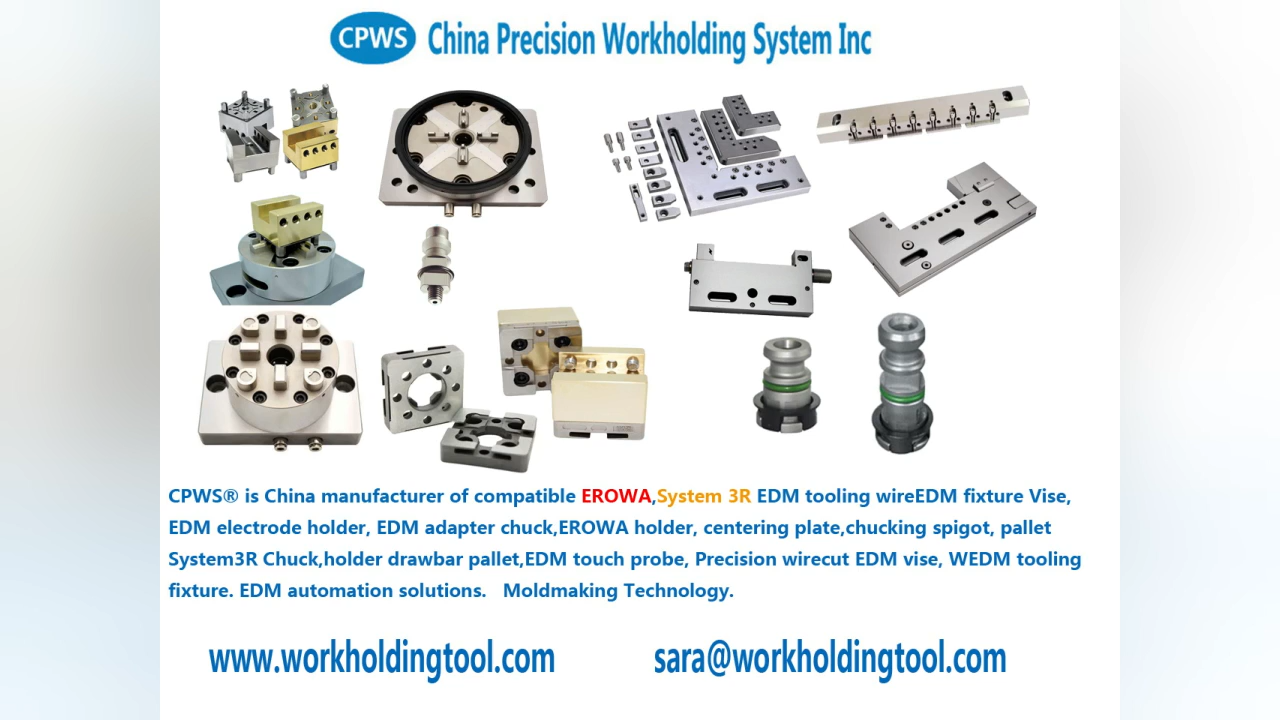 CPWS China Precision Workholding System Inc
CPWS® is China manufacturer of compatible EROWA,System 3R EDM tooling wireEDM fixture Vise,
EDM electrode holder, EDM adapter chuck,EROWA holder, centering plate,chucking spigot, pallet
System3R Chuck,holder drawbar pallet,EDM touch probe, Precision wirecut EDM vise, WEDM tooling
fixture. EDM automation solutions. Moldmaking Technology.
www.workholdingtool.com sara@workholdingtool.com